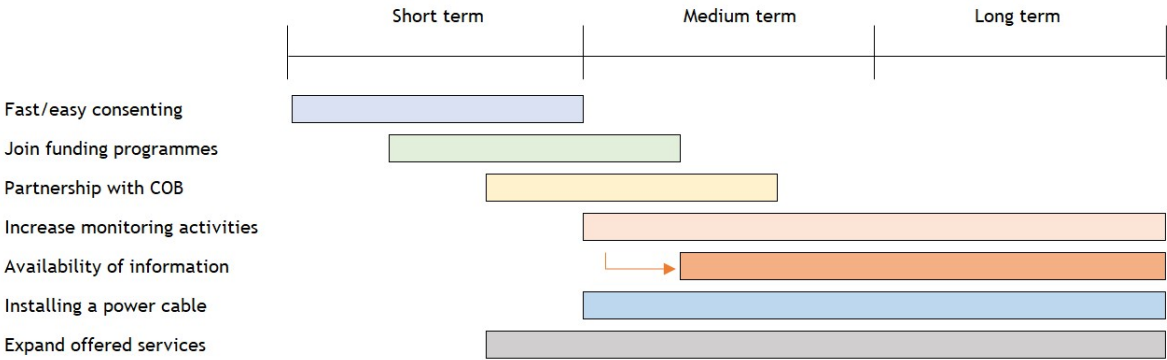 Short term
Medium term
Long term
Fast/easy consenting
Join funding programmes
Partnership with COB
Increase monitoring activities
Availability of information
Installing a power cable
Expand offered services